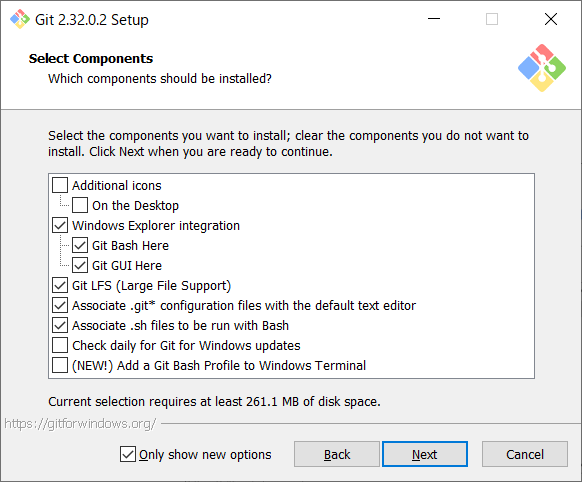 Git 2.32.0.2 Setup
Select Components
Which components should be installed?
Select the components you want to install; clear the components you do not want to
install. Click Next when you are ready to continue.
Additional icons
On the Desktop
Windows Explorer integration
Git Bash Here
Git GUI Here
Git LFS (Large File Support)
Associate .git* configuration files with the default text editor
Associate .sh files to be run with Bash
Check daily for Git for Windows updates
(NEW!) Add a Git Bash Profile to Windows Terminal
Current selection requires at least 261.1 MB of disk space.
https://gitforwindows.org/
Only show new options Back Next Cancel